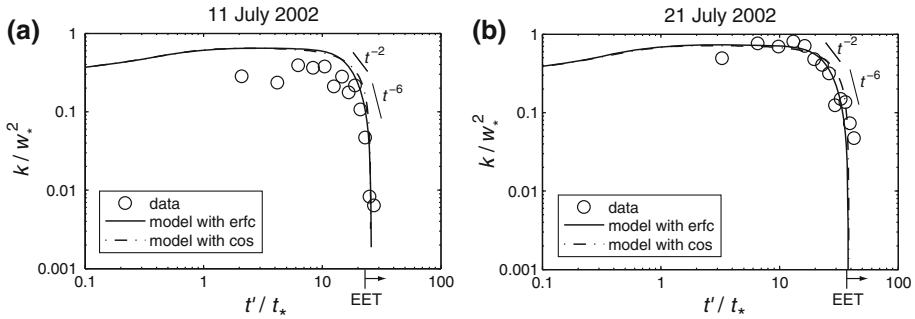 11 July 2002
(a)
k / w*²
1
0.1
0.01
0.001
t⁻²
t⁻⁶
data
model with erfc
model with cos
0.1 1 10 100
EET
t' / t*
21 July 2002
(b)
k / w*²
1
0.1
0.01
0.001
t⁻²
t⁻⁶
data
model with erfc
model with cos
0.1 1 10 100
EET
t' / t*